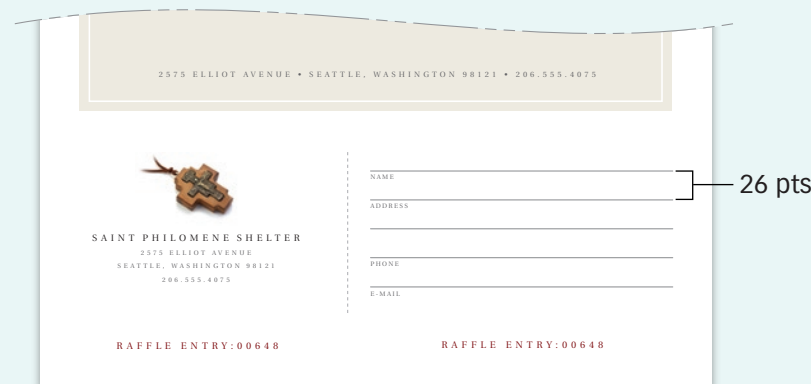 2575 ELLIOT AVENUE • SEATTLE, WASHINGTON 98121 • 206.555.4075
SAINT PHILOMENE SHELTER
2575 ELLIOT AVENUE
SEATTLE, WASHINGTON 98121
206.555.4075
RAFFLE ENTRY:00648
NAME
ADDRESS
PHONE
E-MAIL
RAFFLE ENTRY:00648
26 pts